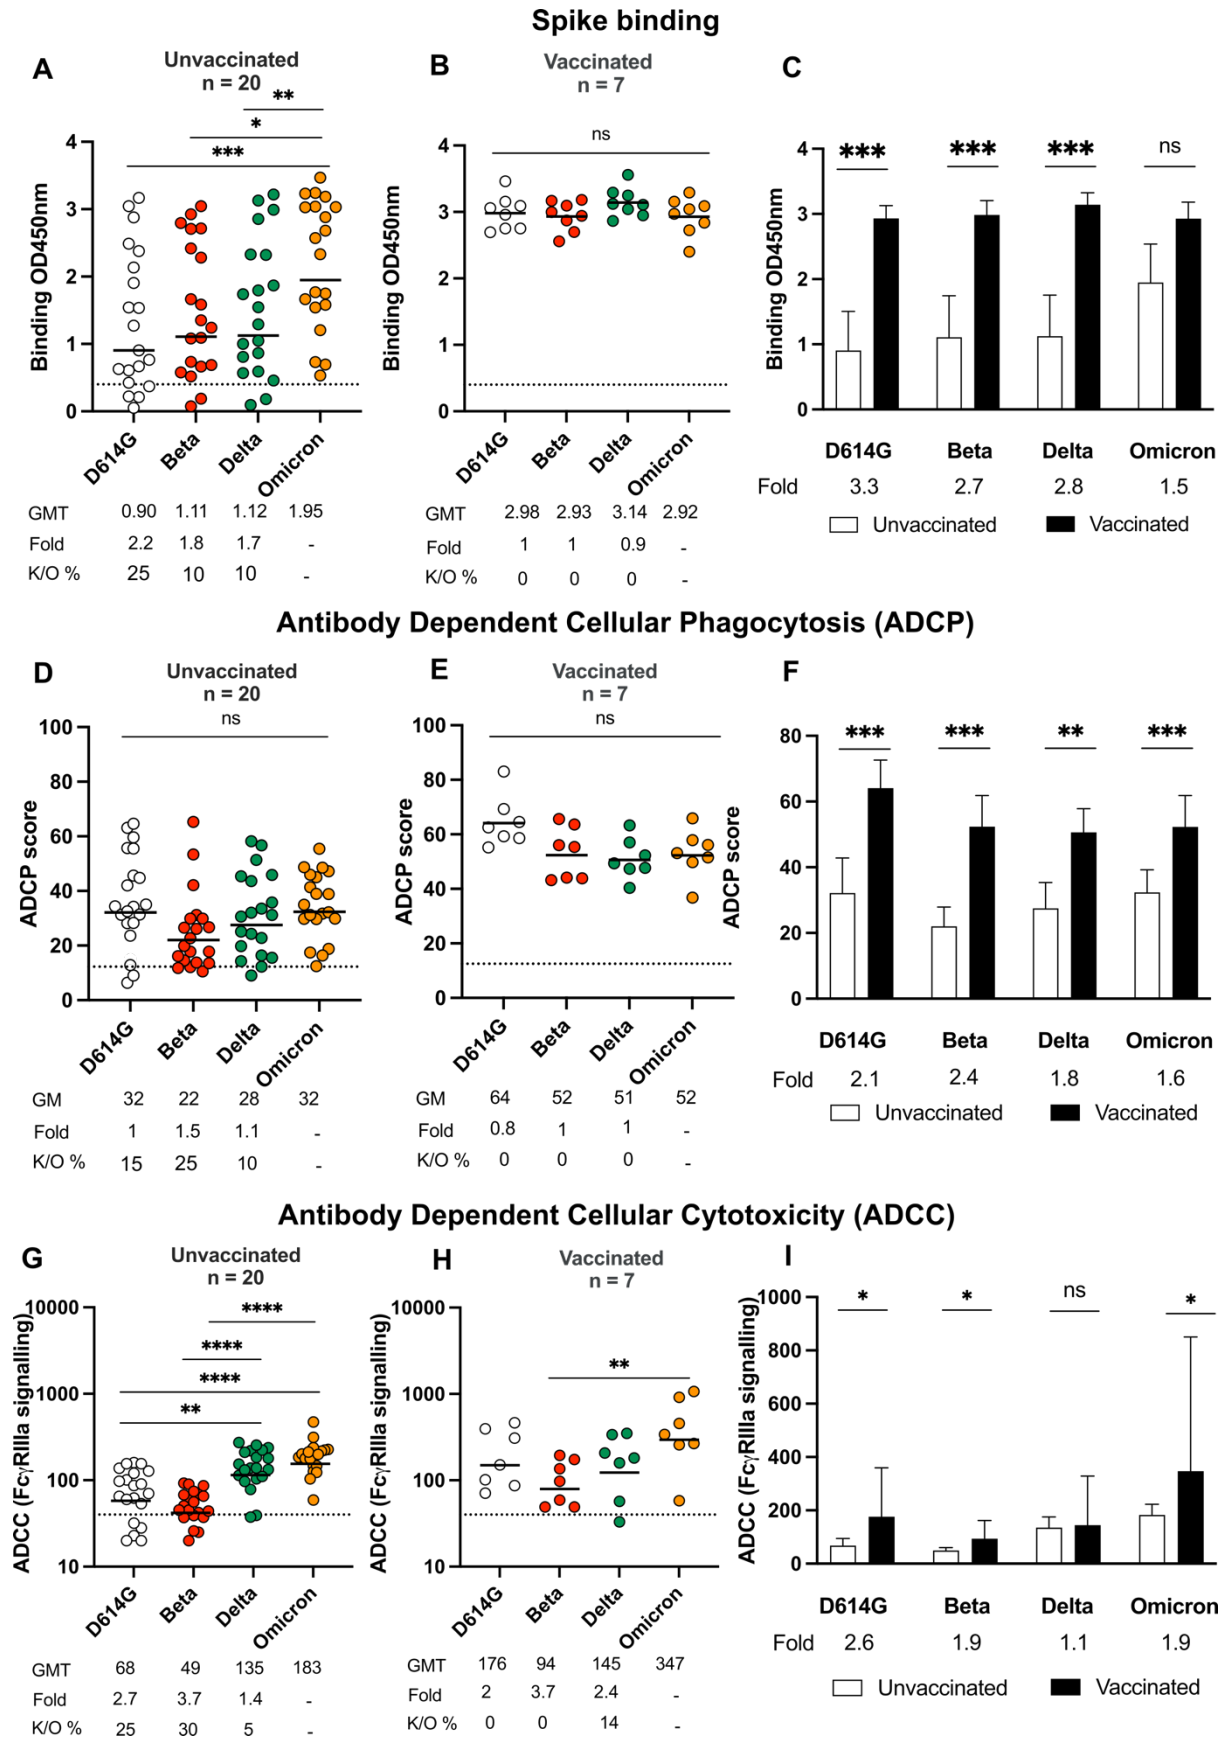 Spike binding
A
Unvaccinated
n = 20
**
*
***
Binding OD450nm
4
3
2
1
0
D614G
Beta
Delta
Omicron
GMT 0.90 1.11 1.12 1.95
Fold 2.2 1.8 1.7 -
K/O % 25 10 10 -
B
Vaccinated
n = 7
ns
Binding OD450nm
4
3
2
1
0
D614G
Beta
Delta
Omicron
GMT 2.98 2.93 3.14 2.92
Fold 1 1 0.9 -
K/O % 0 0 0 -
C
*** *** *** ns
Binding OD450nm
4
3
2
1
0
D614G Beta Delta Omicron
Fold 3.3 2.7 2.8 1.5
Unvaccinated Vaccinated
Antibody Dependent Cellular Phagocytosis (ADCP)
D
Unvaccinated
n = 20
ns
ADCP score
100
80
60
40
20
0
D614G
Beta
Delta
Omicron
GM 32 22 28 32
Fold 1 1.5 1.1 -
K/O % 15 25 10 -
E
Vaccinated
n = 7
ns
ADCP score
100
80
60
40
20
0
D614G
Beta
Delta
Omicron
GM 64 52 51 52
Fold 0.8 1 1 -
K/O % 0 0 0 -
F
*** *** ** ***
ADCP score
80
60
40
20
0
D614G Beta Delta Omicron
Fold 2.1 2.4 1.8 1.6
Unvaccinated Vaccinated
Antibody Dependent Cellular Cytotoxicity (ADCC)
G
Unvaccinated
n = 20
****
****
****
**
ADCC (FcγRIIIa signalling)
10000
1000
100
10
D614G
Beta
Delta
Omicron
GMT 68 49 135 183
Fold 2.7 3.7 1.4 -
K/O % 25 30 5 -
H
Vaccinated
n = 7
**
ADCC (FcγRIIIa signalling)
10000
1000
100
10
D614G
Beta
Delta
Omicron
GMT 176 94 145 347
Fold 2 3.7 2.4 -
K/O % 0 0 14 -
I
* * ns *
ADCC (FcγRIIIa signalling)
1000
800
600
400
200
0
D614G Beta Delta Omicron
Fold 2.6 1.9 1.1 1.9
Unvaccinated Vaccinated